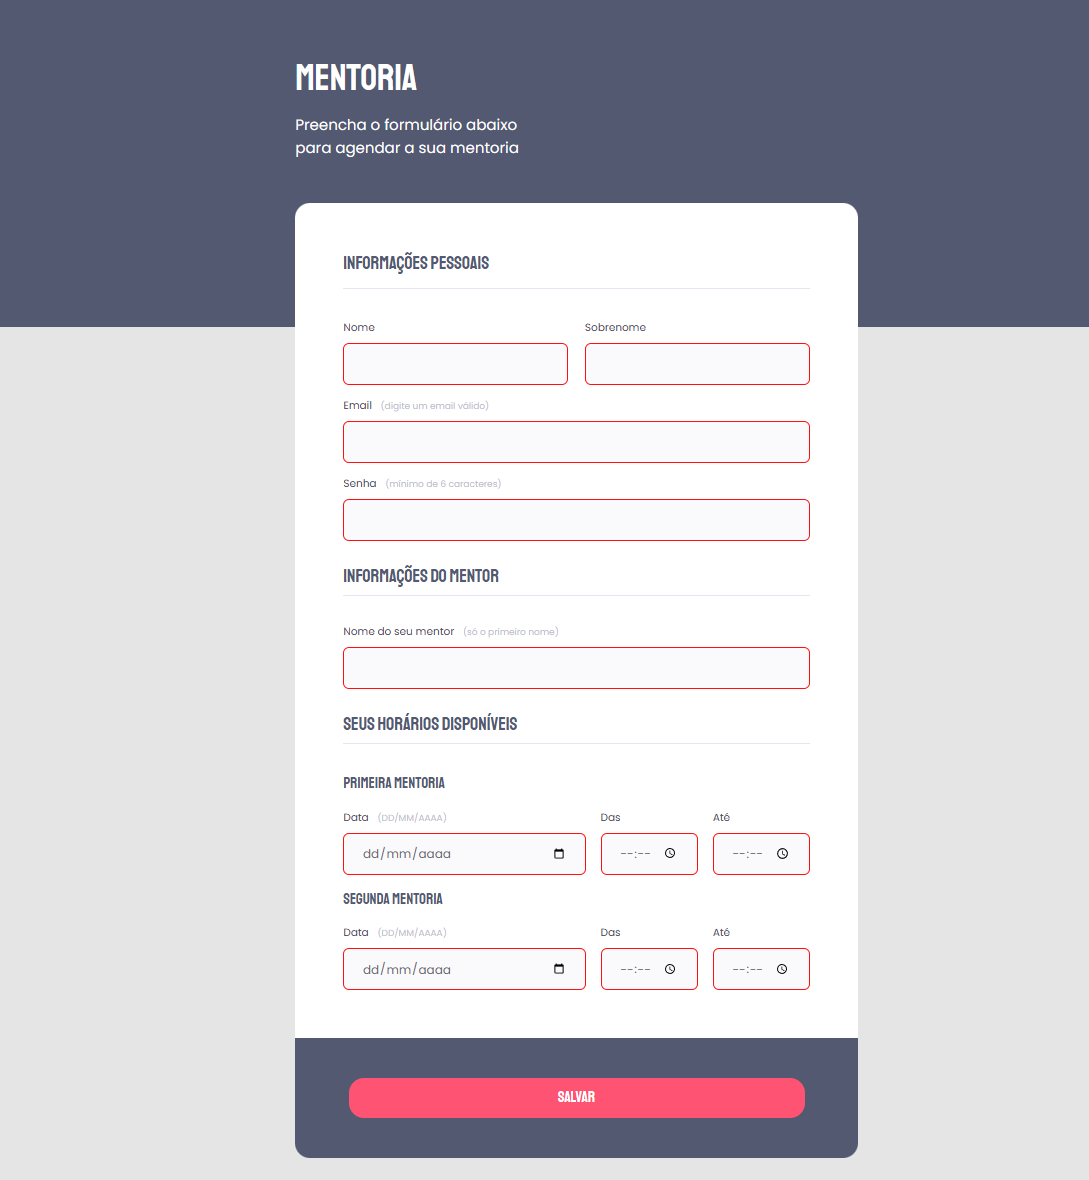 MENTORIA
Preencha o formulário abaixo
para agendar a sua mentoria
INFORMAÇÕES PESSOAIS
Nome Sobrenome
Email (digite um email válido)
Senha (mínimo de 6 caracteres)
INFORMAÇÕES DO MENTOR
Nome do seu mentor (só o primeiro nome)
SEUS HORÁRIOS DISPONÍVEIS
PRIMEIRA MENTORIA
Data (DD/MM/AAAA) Das Até
dd/mm/aaaa --:-- --:--
SEGUNDA MENTORIA
Data (DD/MM/AAAA) Das Até
dd/mm/aaaa --:-- --:--
SALVAR